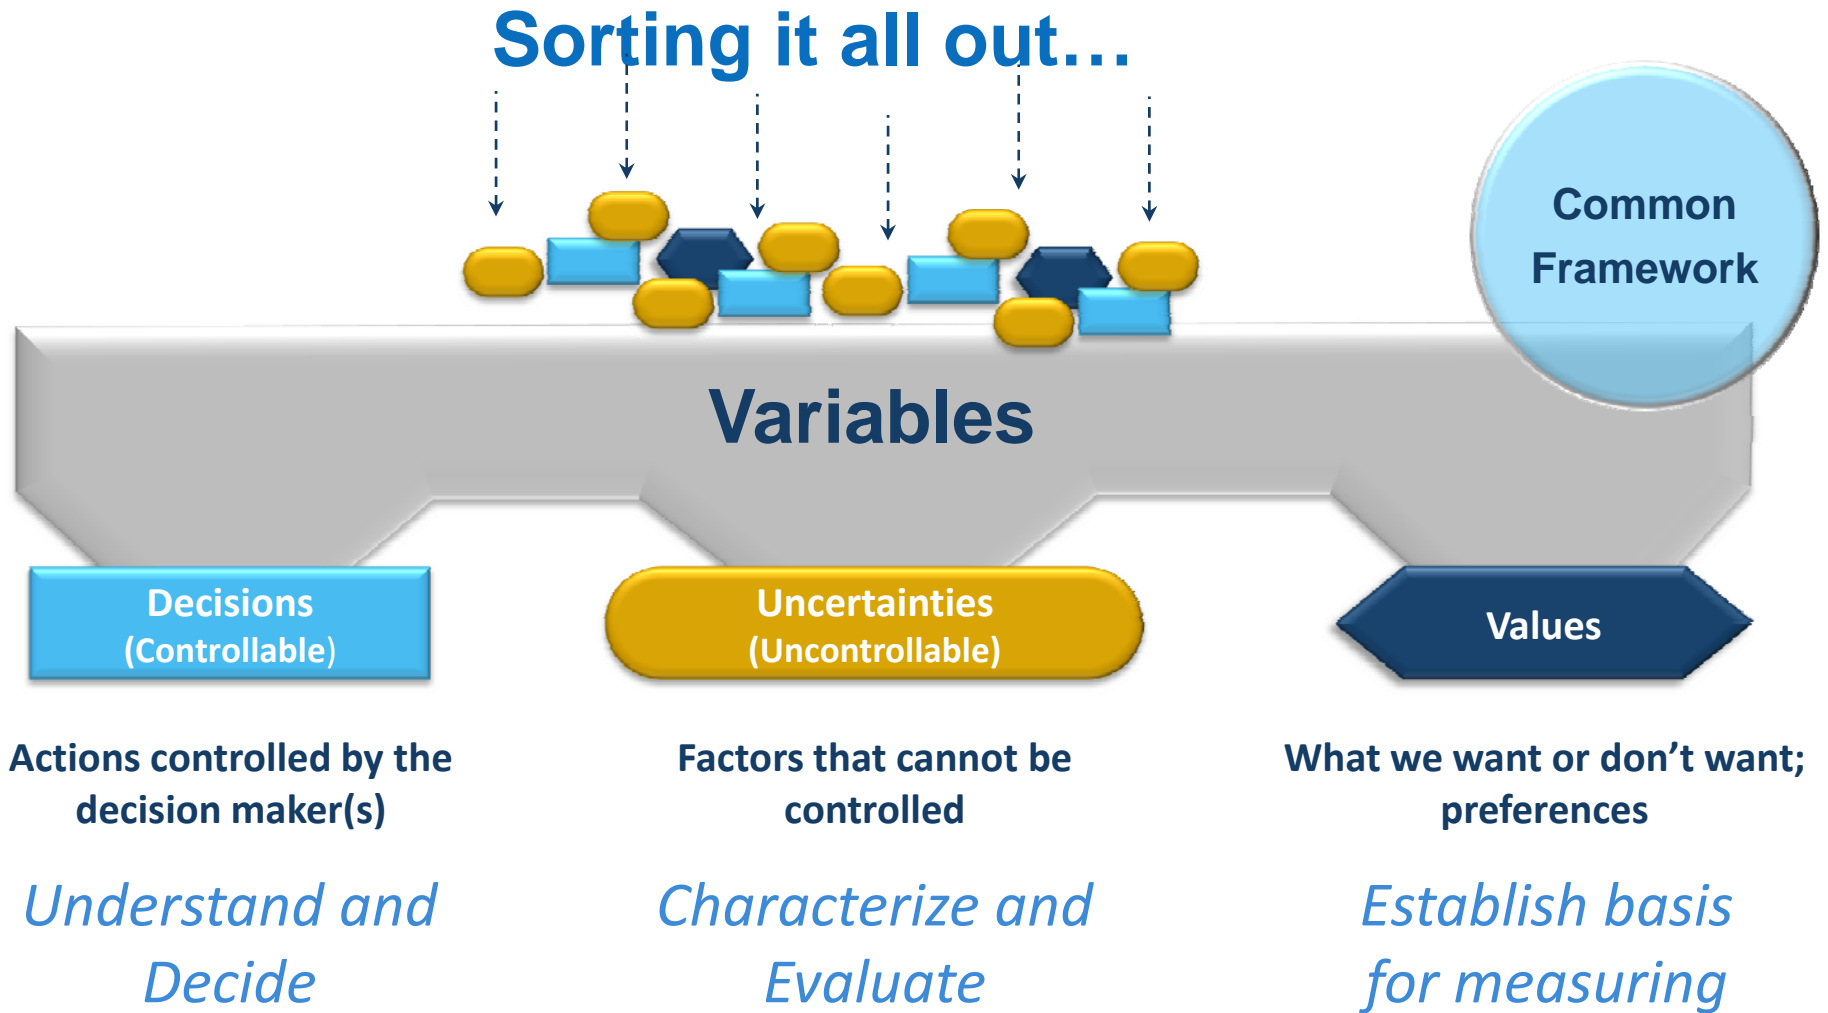 Sorting it all out…
Common
Framework
Variables
Decisions
(Controllable)
Uncertainties
(Uncontrollable)
Values
Actions controlled by the
decision maker(s)
Factors that cannot be
controlled
What we want or don’t want;
preferences
Understand and
Decide
Characterize and
Evaluate
Establish basis
for measuring